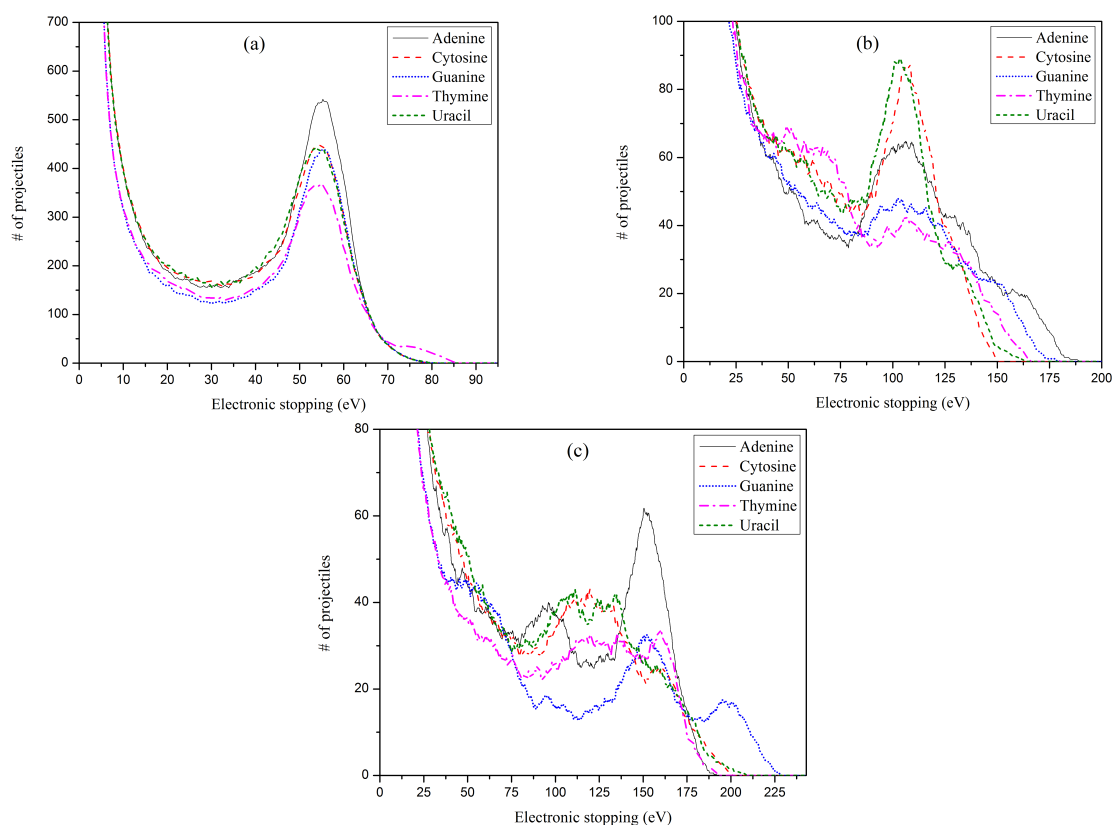 700
600
500
400
300
200
100
0
# of projectiles
(a)
Adenine
Cytosine
Guanine
Thymine
Uracil
0 10 20 30 40 50 60 70 80 90
Electronic stopping (eV)
100
80
60
40
20
0
# of projectiles
(b)
Adenine
Cytosine
Guanine
Thymine
Uracil
0 25 50 75 100 125 150 175 200
Electronic stopping (eV)
80
60
40
20
0
# of projectiles
(c)
Adenine
Cytosine
Guanine
Thymine
Uracil
0 25 50 75 100 125 150 175 200 225
Electronic stopping (eV)